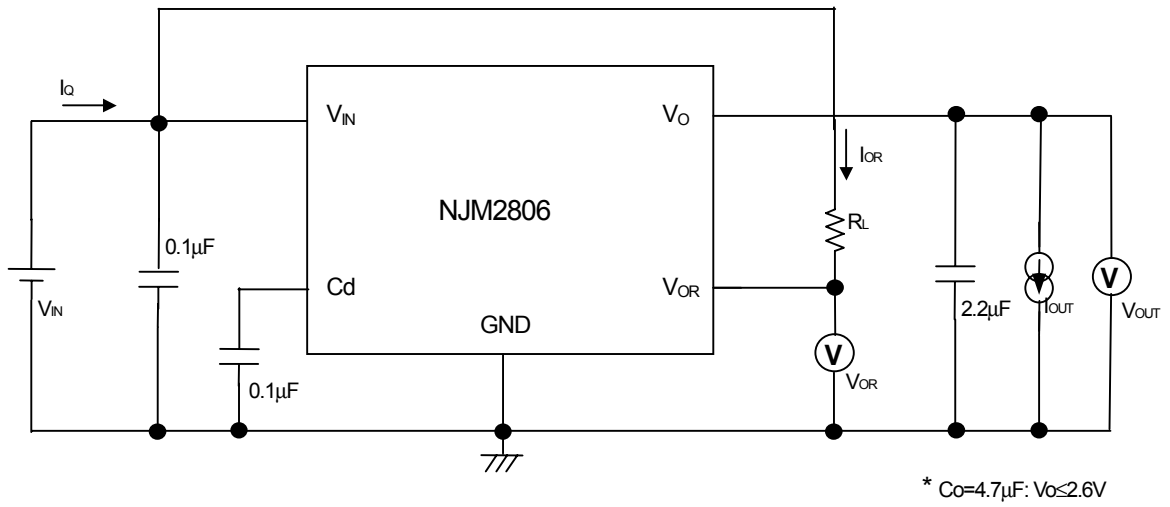 IQ
VIN
VO
IOR
NJM2806
RL
0.1μF
Cd
VOR
VIN
GND
2.2μF
IOUT
V
VOUT
V
VOR
0.1μF
* Co=4.7μF: Vo≤2.6V